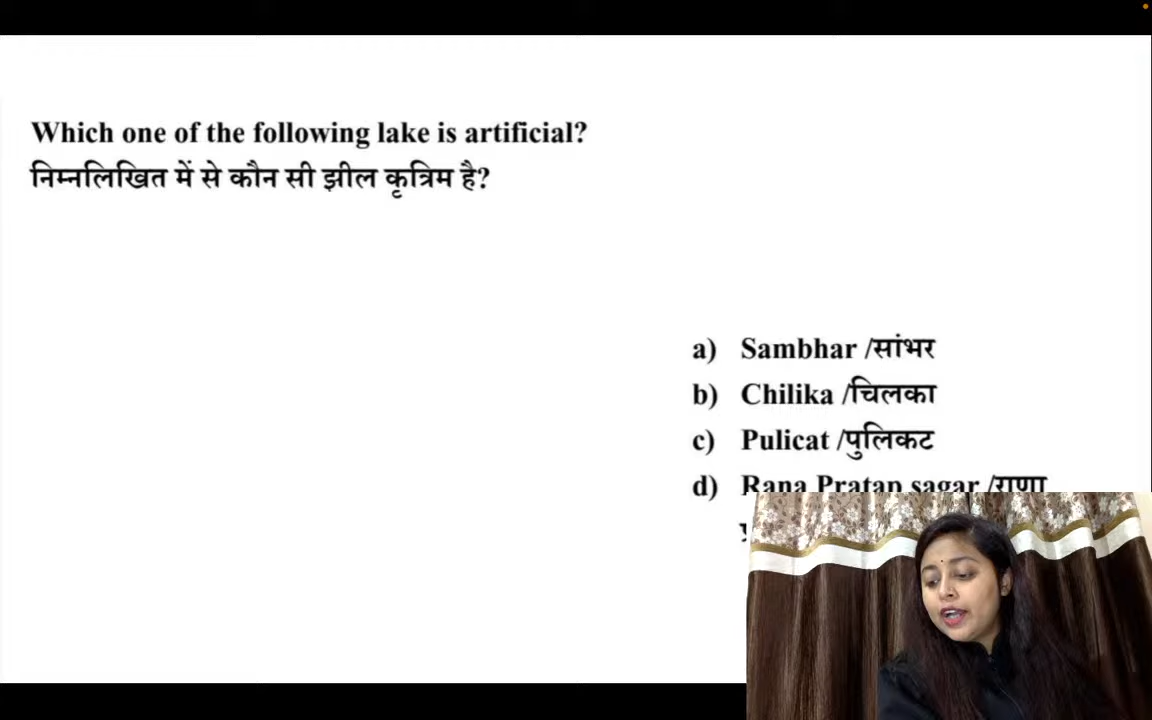 Which one of the following lake is artificial?
निम्नलिखित में से कौन सी झील कृत्रिम है?
a) Sambhar /सांभर
b) Chilika /चिलका
c) Pulicat /पुलिकट
d) Rana Pratap sagar /राणा